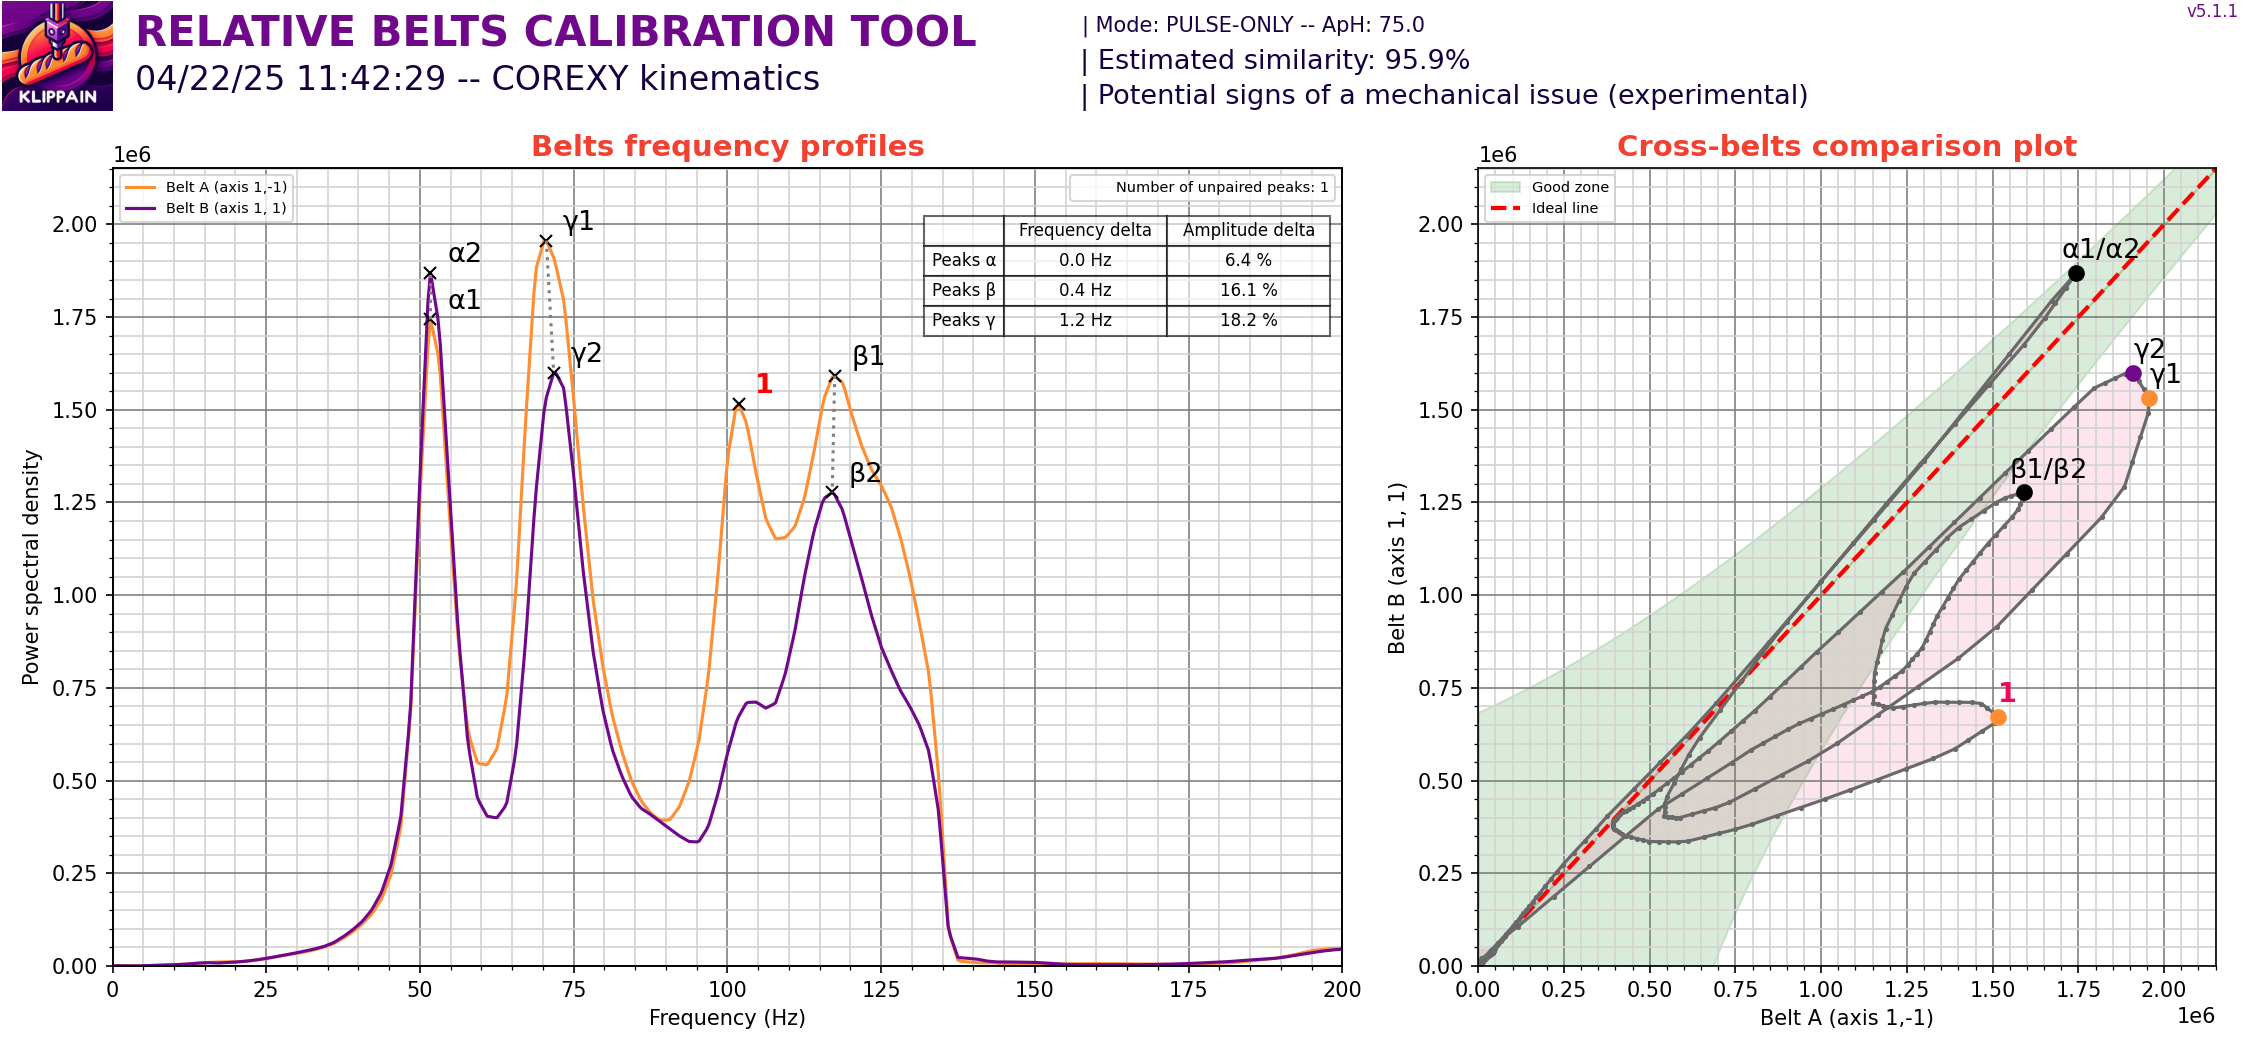 KLIPPAIN
RELATIVE BELTS CALIBRATION TOOL
04/22/25 11:42:29 -- COREXY kinematics
| Mode: PULSE-ONLY -- ApH: 75.0
| Estimated similarity: 95.9%
| Potential signs of a mechanical issue (experimental)
v5.1.1
Belts frequency profiles
1e6
Belt A (axis 1,-1)
Belt B (axis 1, 1)
Number of unpaired peaks: 1
Frequency delta Amplitude delta
Peaks α 0.0 Hz 6.4 %
Peaks β 0.4 Hz 16.1 %
Peaks γ 1.2 Hz 18.2 %
α2
α1
γ1
γ2
1
β1
β2
2.00
1.75
1.50
1.25
1.00
0.75
0.50
0.25
0.00
Power spectral density
0 25 50 75 100 125 150 175 200
Frequency (Hz)
Cross-belts comparison plot
1e6
Good zone
Ideal line
α1/α2
γ2
γ1
β1/β2
1
2.00
1.75
1.50
1.25
1.00
0.75
0.50
0.25
0.00
Belt B (axis 1, 1)
0.00 0.25 0.50 0.75 1.00 1.25 1.50 1.75 2.00
Belt A (axis 1,-1)
1e6